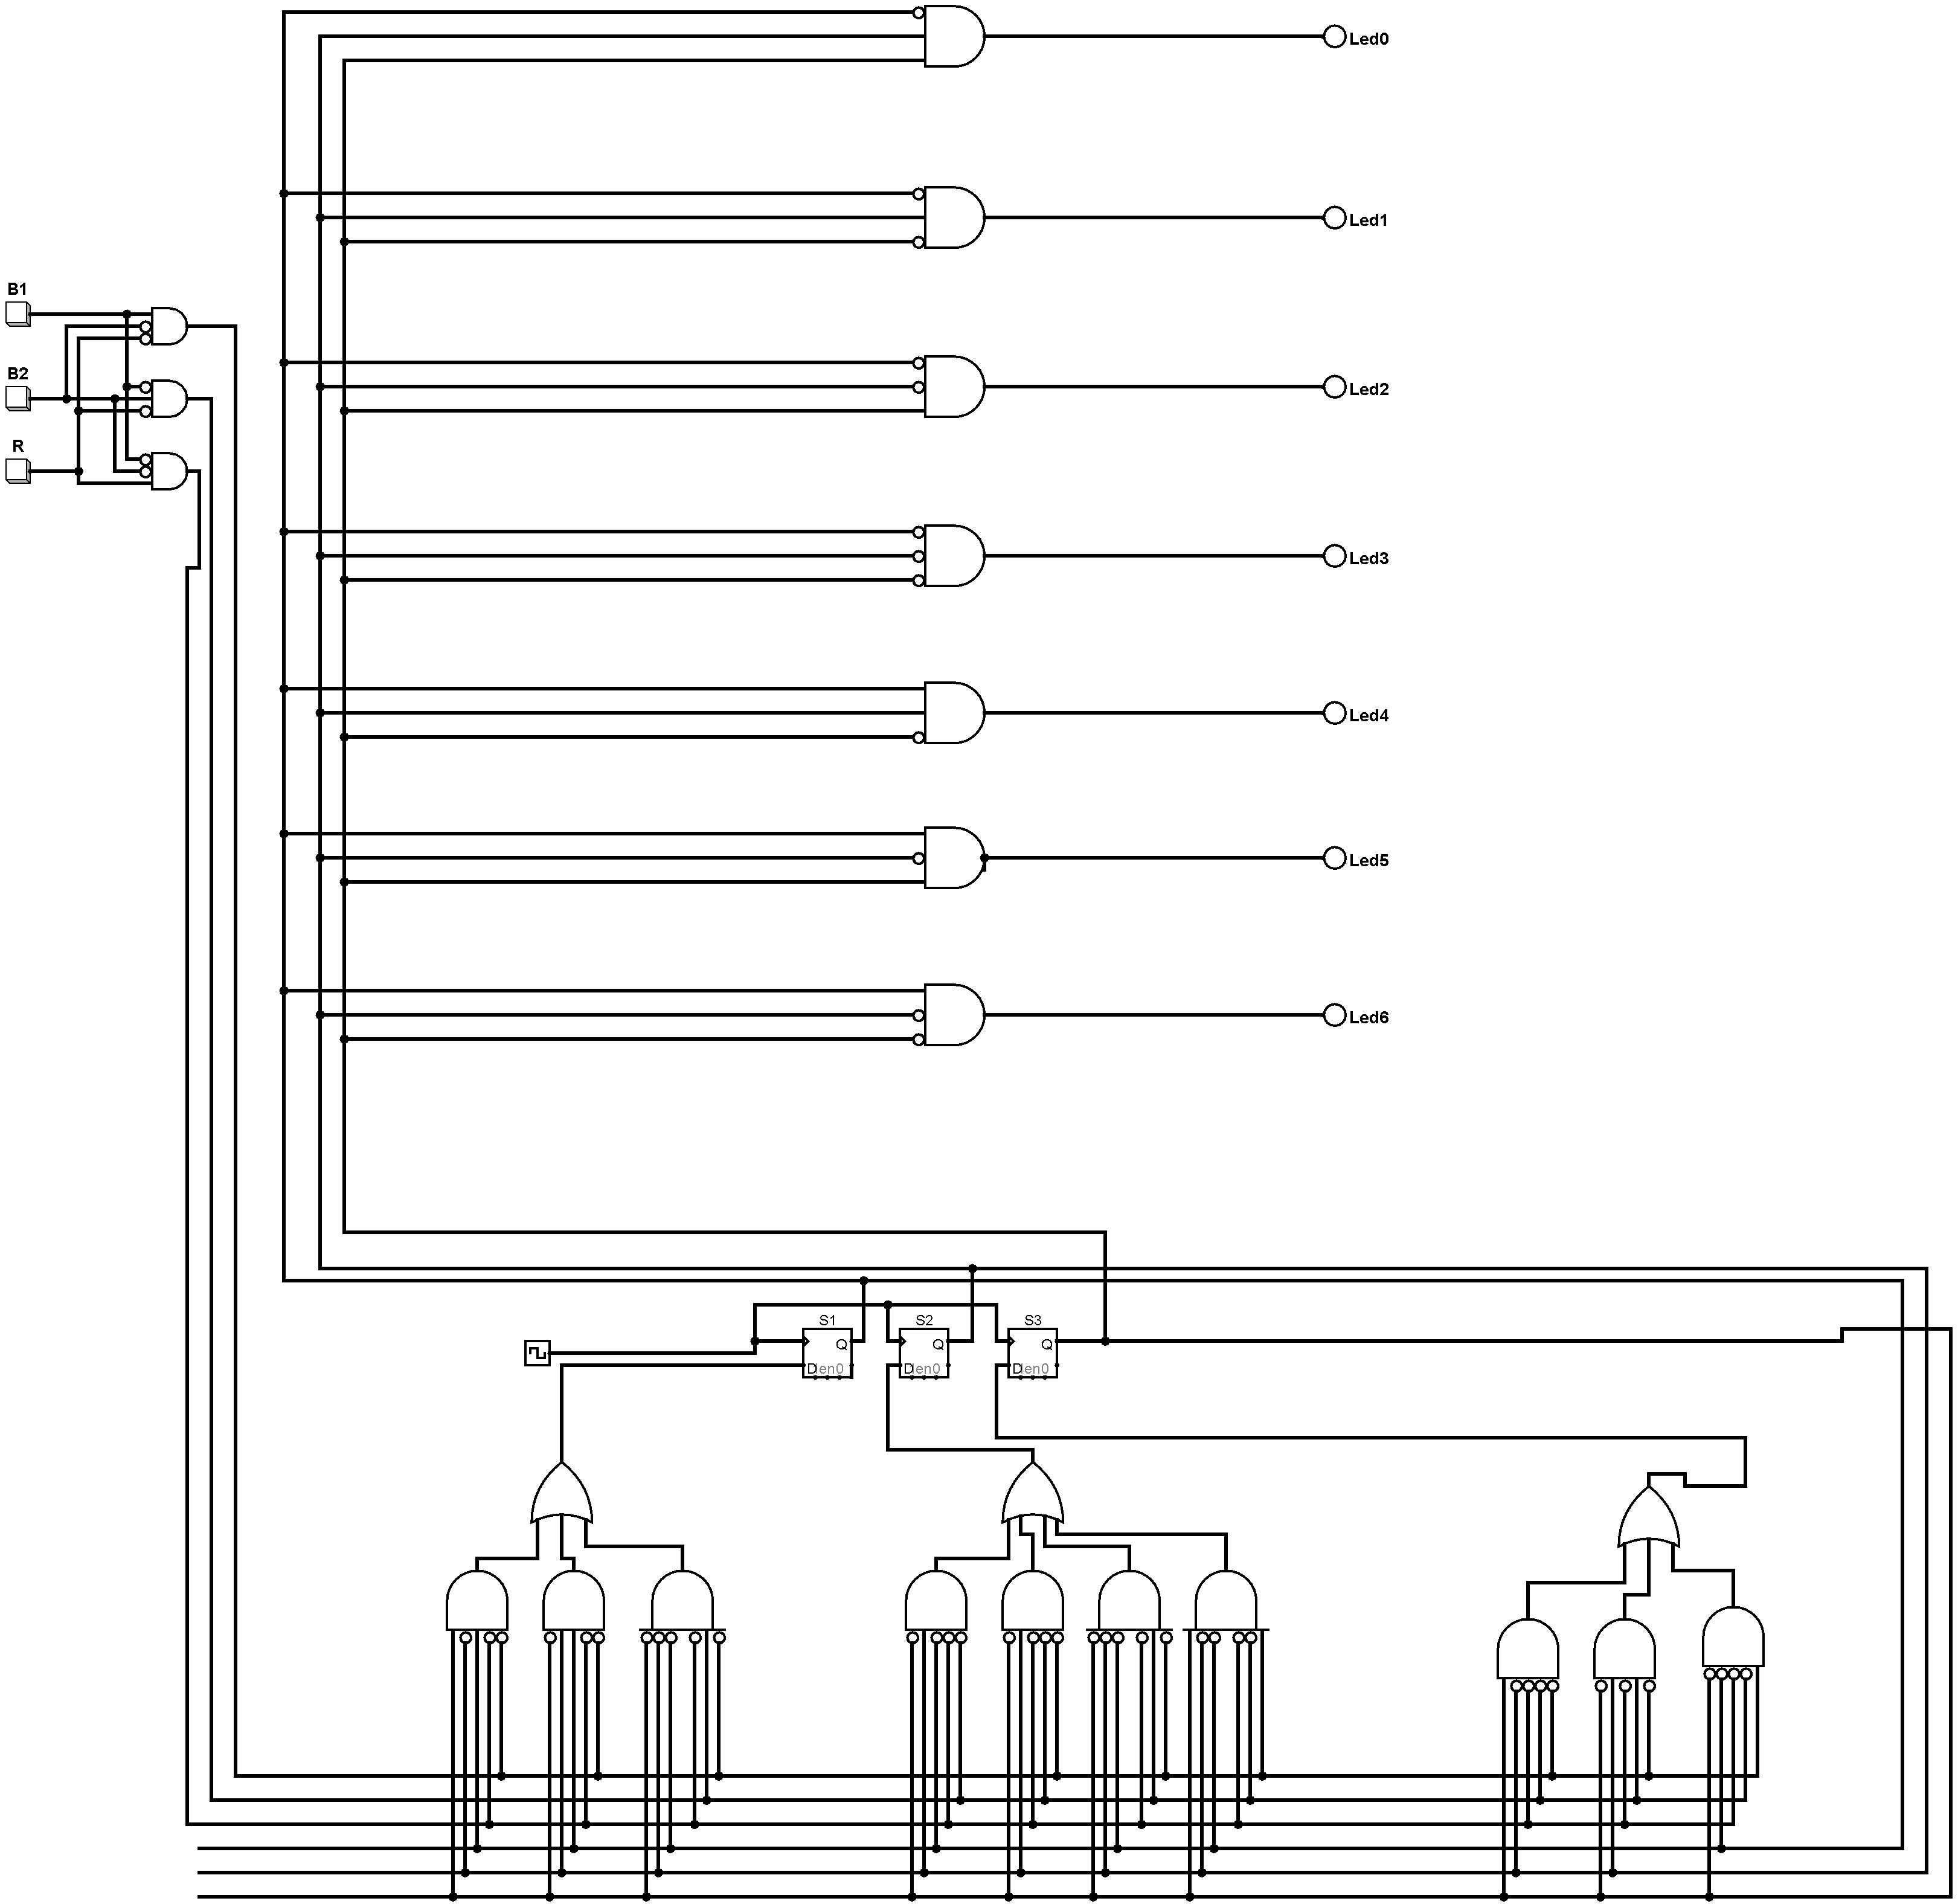 Led0
Led1
B1
B2
Led2
R
Led3
Led4
Led5
Led6
S1
S2
S3
Q
Q
Q
D en0
D en0
D en0